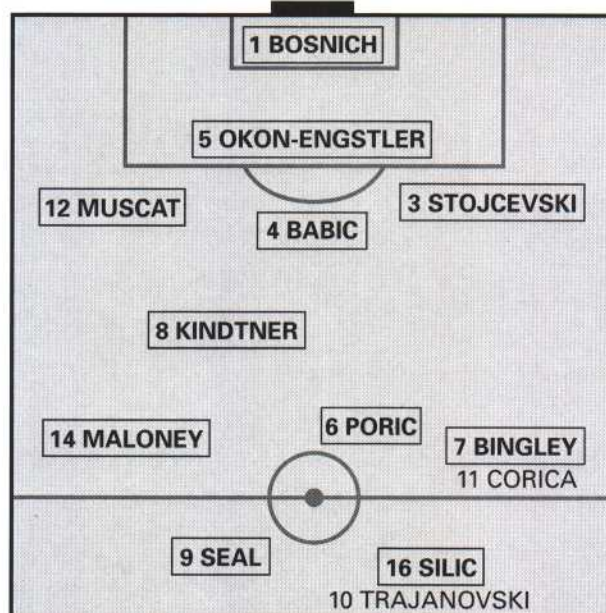 1 BOSNICH
5 OKON-ENGSTLER
12 MUSCAT
3 STOJCEVSKI
4 BABIC
8 KINDTNER
14 MALONEY
6 PORIC
7 BINGLEY
11 CORICA
9 SEAL
16 SILIC
10 TRAJANOVSKI